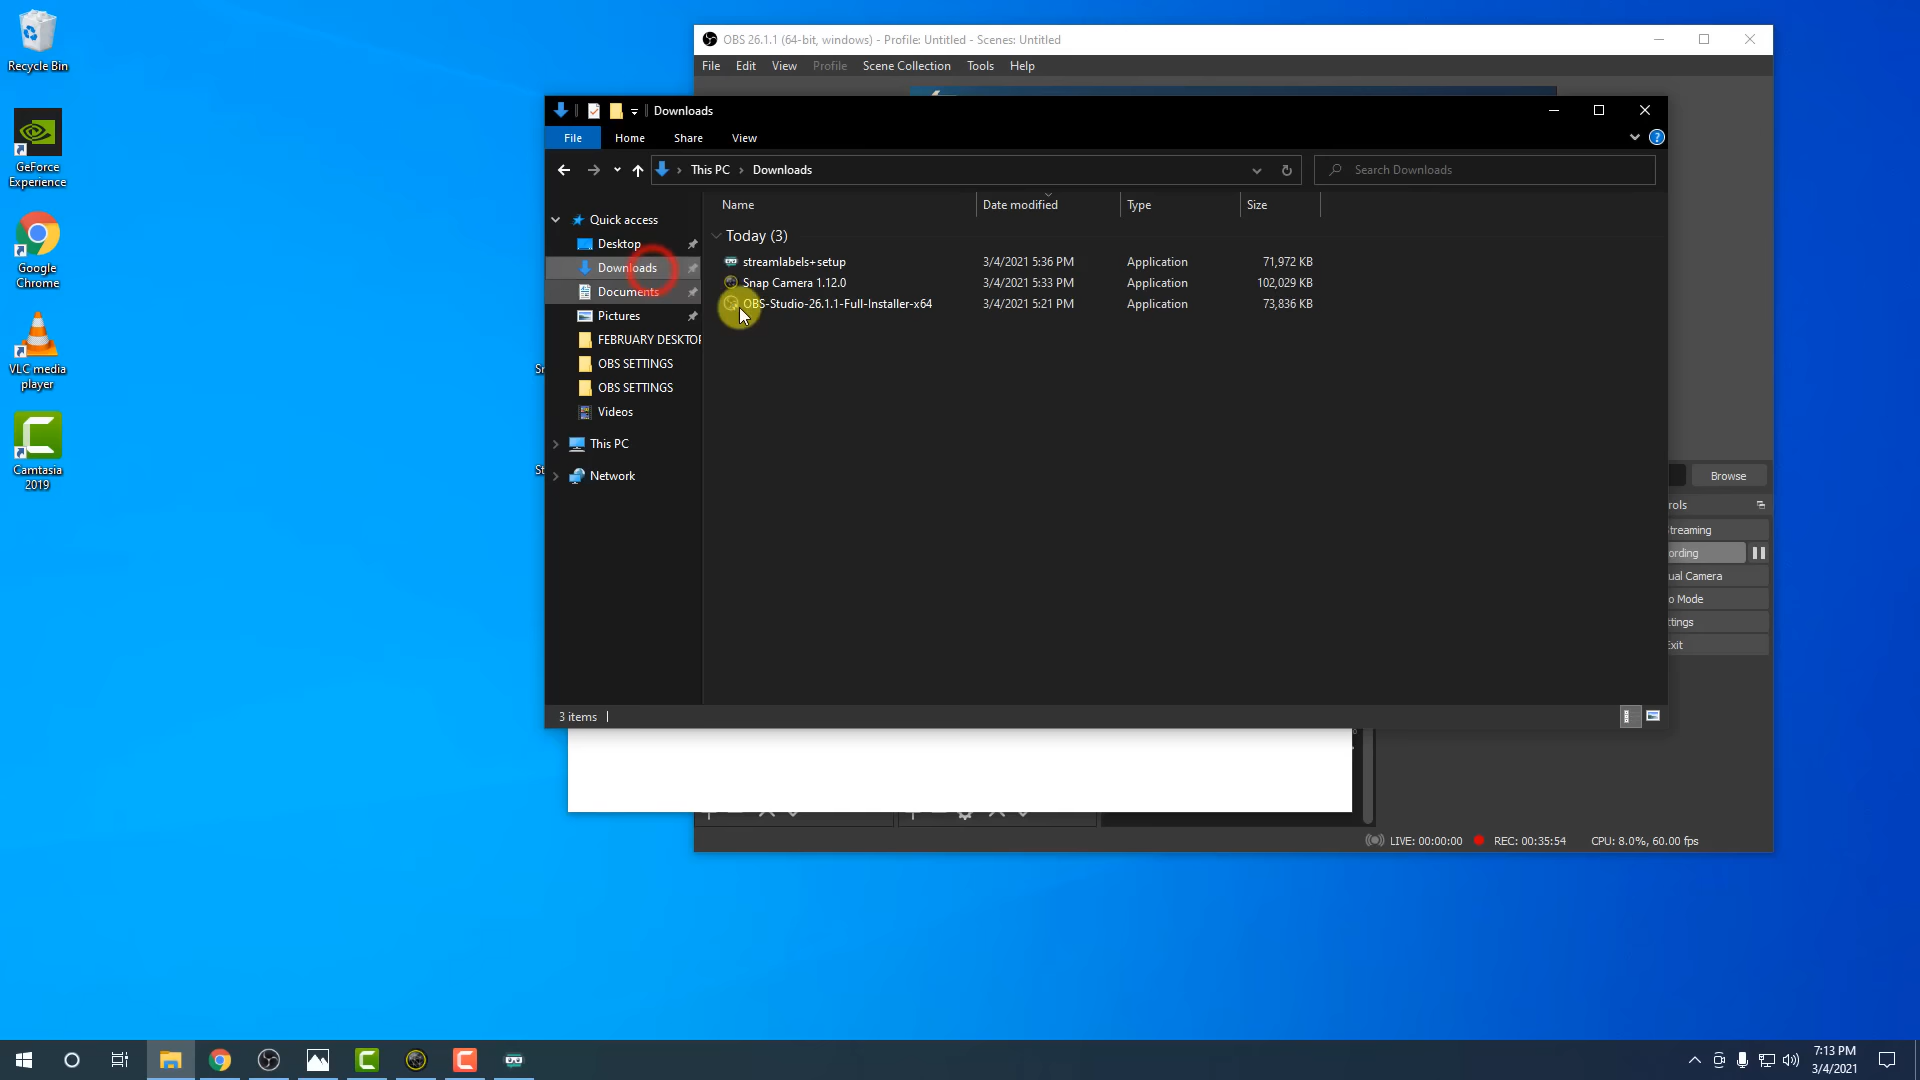 Recycle Bin
GeForce
Experience
Google
Chrome
VLC media
player
Camtasia
2019
OBS 26.1.1 (64-bit, windows) - Profile: Untitled - Scenes: Untitled
File Edit View Profile Scene Collection Tools Help
Downloads
File Home Share View
This PC › Downloads
Search Downloads
Name Date modified Type Size
Quick access
Desktop
Downloads
Documents
Pictures
FEBRUARY DESKTOP
OBS SETTINGS
OBS SETTINGS
Videos
This PC
Network
Today (3)
streamlabels+setup 3/4/2021 5:36 PM Application 71,972 KB
Snap Camera 1.12.0 3/4/2021 5:33 PM Application 102,029 KB
OBS-Studio-26.1.1-Full-Installer-x64 3/4/2021 5:21 PM Application 73,836 KB
3 items
Browse
rols
treaming
ording
ual Camera
o Mode
ttings
Exit
LIVE: 00:00:00 REC: 00:35:54 CPU: 8.0%, 60.00 fps
7:13 PM
3/4/2021